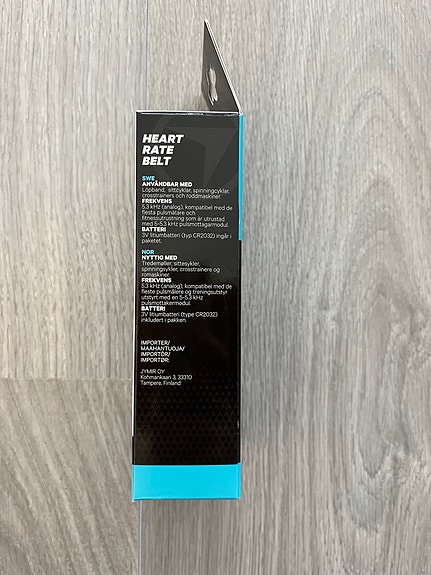 HEART
RATE
BELT
SWE
ANVÄNDBAR MED
Löpband, sittcyklar, spinningcyklar,
crosstrainers och roddmaskiner.
FREKVENS
5.3 kHz (analog), kompatibel med de
flesta pulsmätare och
fitnessutrustning som är utrustad
med 5-5.3 kHz pulsmottagarmodul.
BATTERI
3V litiumbatteri (typ CR2032) ingår i
paketet.
NOR
NYTTIG MED
Tredemøller, sittesykler,
spinningsykler, crosstrainere og
romaskiner.
FREKVENS
5.3 kHz (analog), kompatibel med de
fleste pulsmålere og treningsutstyr
utstyrt med en 5-5.3 kHz
pulsmottakermodul.
BATTERI
3V litiumbatteri (type CR2032)
inkludert i pakken.
IMPORTER/
MAAHANTUOJA/
IMPORTÖR/
IMPORTØR:
JYMIR OY
Kohmankaari 3, 33310
Tampere, Finland